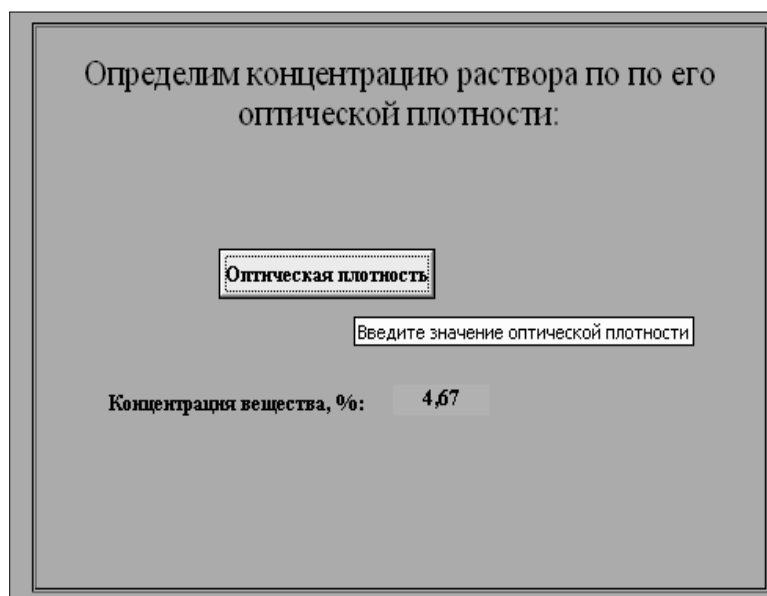 Определим концентрацию раствора по по его
оптической плотности:
Оптическая плотность
Введите значение оптической плотности
Концентрация вещества, %: 4,67